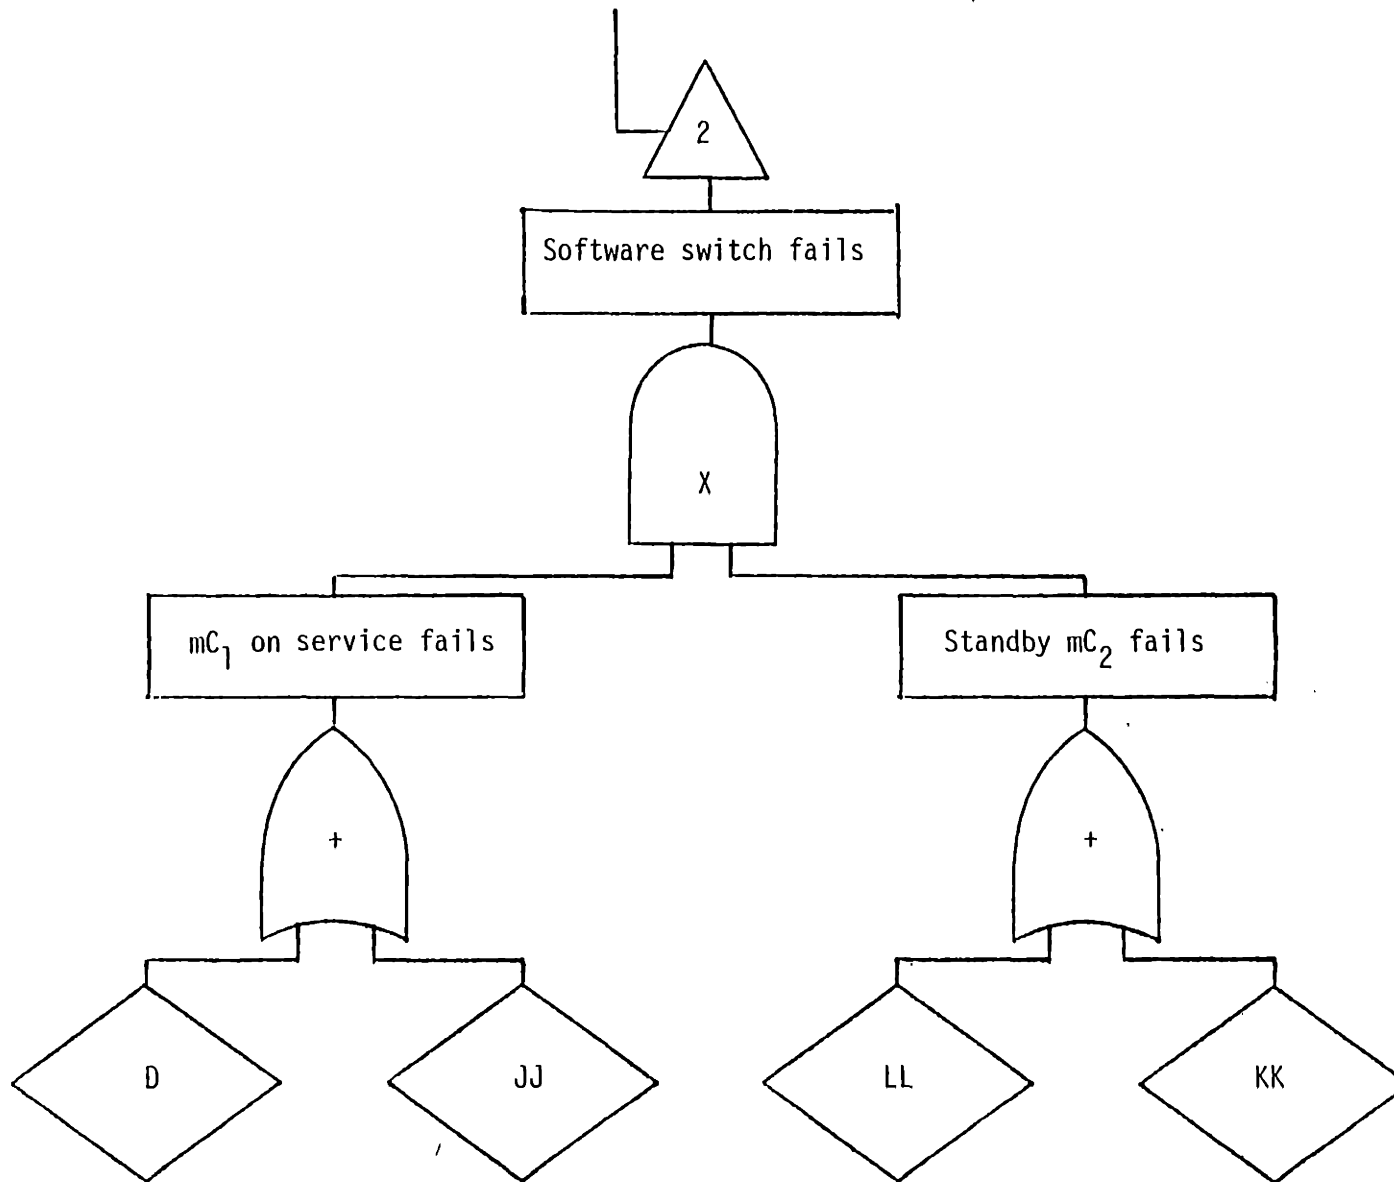 2
Software switch fails
X
mC1 on service fails
Standby mC2 fails
+
+
D
JJ
LL
KK